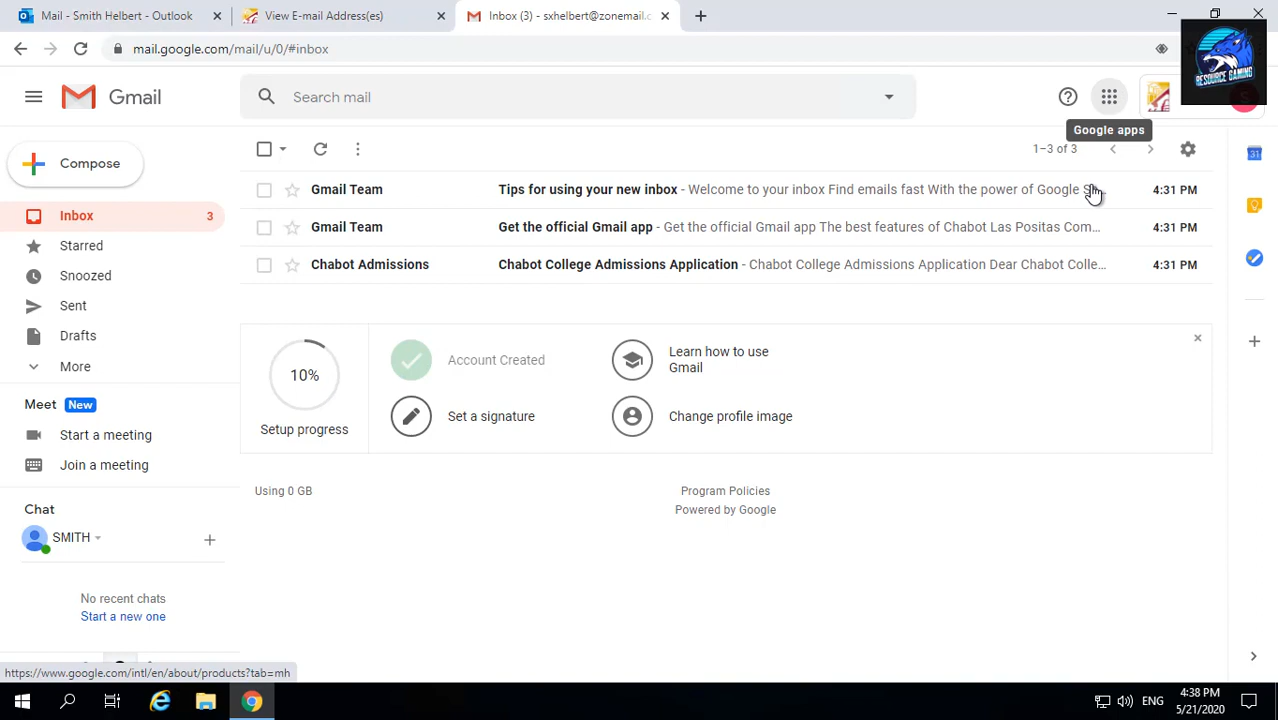 Mail - Smith Helbert - Outlook
View E-mail Address(es)
Inbox (3) - sxhelbert@zonemail.c
mail.google.com/mail/u/0/#inbox
RESOURCE GAMING
Gmail
Search mail
Google apps
Compose
1–3 of 3
Inbox 3
Starred
Snoozed
Sent
Drafts
More
Gmail Team Tips for using your new inbox - Welcome to your inbox Find emails fast With the power of Google 4:31 PM
Gmail Team Get the official Gmail app - Get the official Gmail app The best features of Chabot Las Positas Com... 4:31 PM
Chabot Admissions Chabot College Admissions Application - Chabot College Admissions Application Dear Chabot Colle... 4:31 PM
10%
Setup progress
Account Created
Learn how to use
Gmail
Set a signature
Change profile image
Meet New
Start a meeting
Join a meeting
Using 0 GB
Program Policies
Powered by Google
Chat
SMITH
No recent chats
Start a new one
https://www.google.com/intl/en/about/products?tab=mh
31
ENG
4:38 PM
5/21/2020